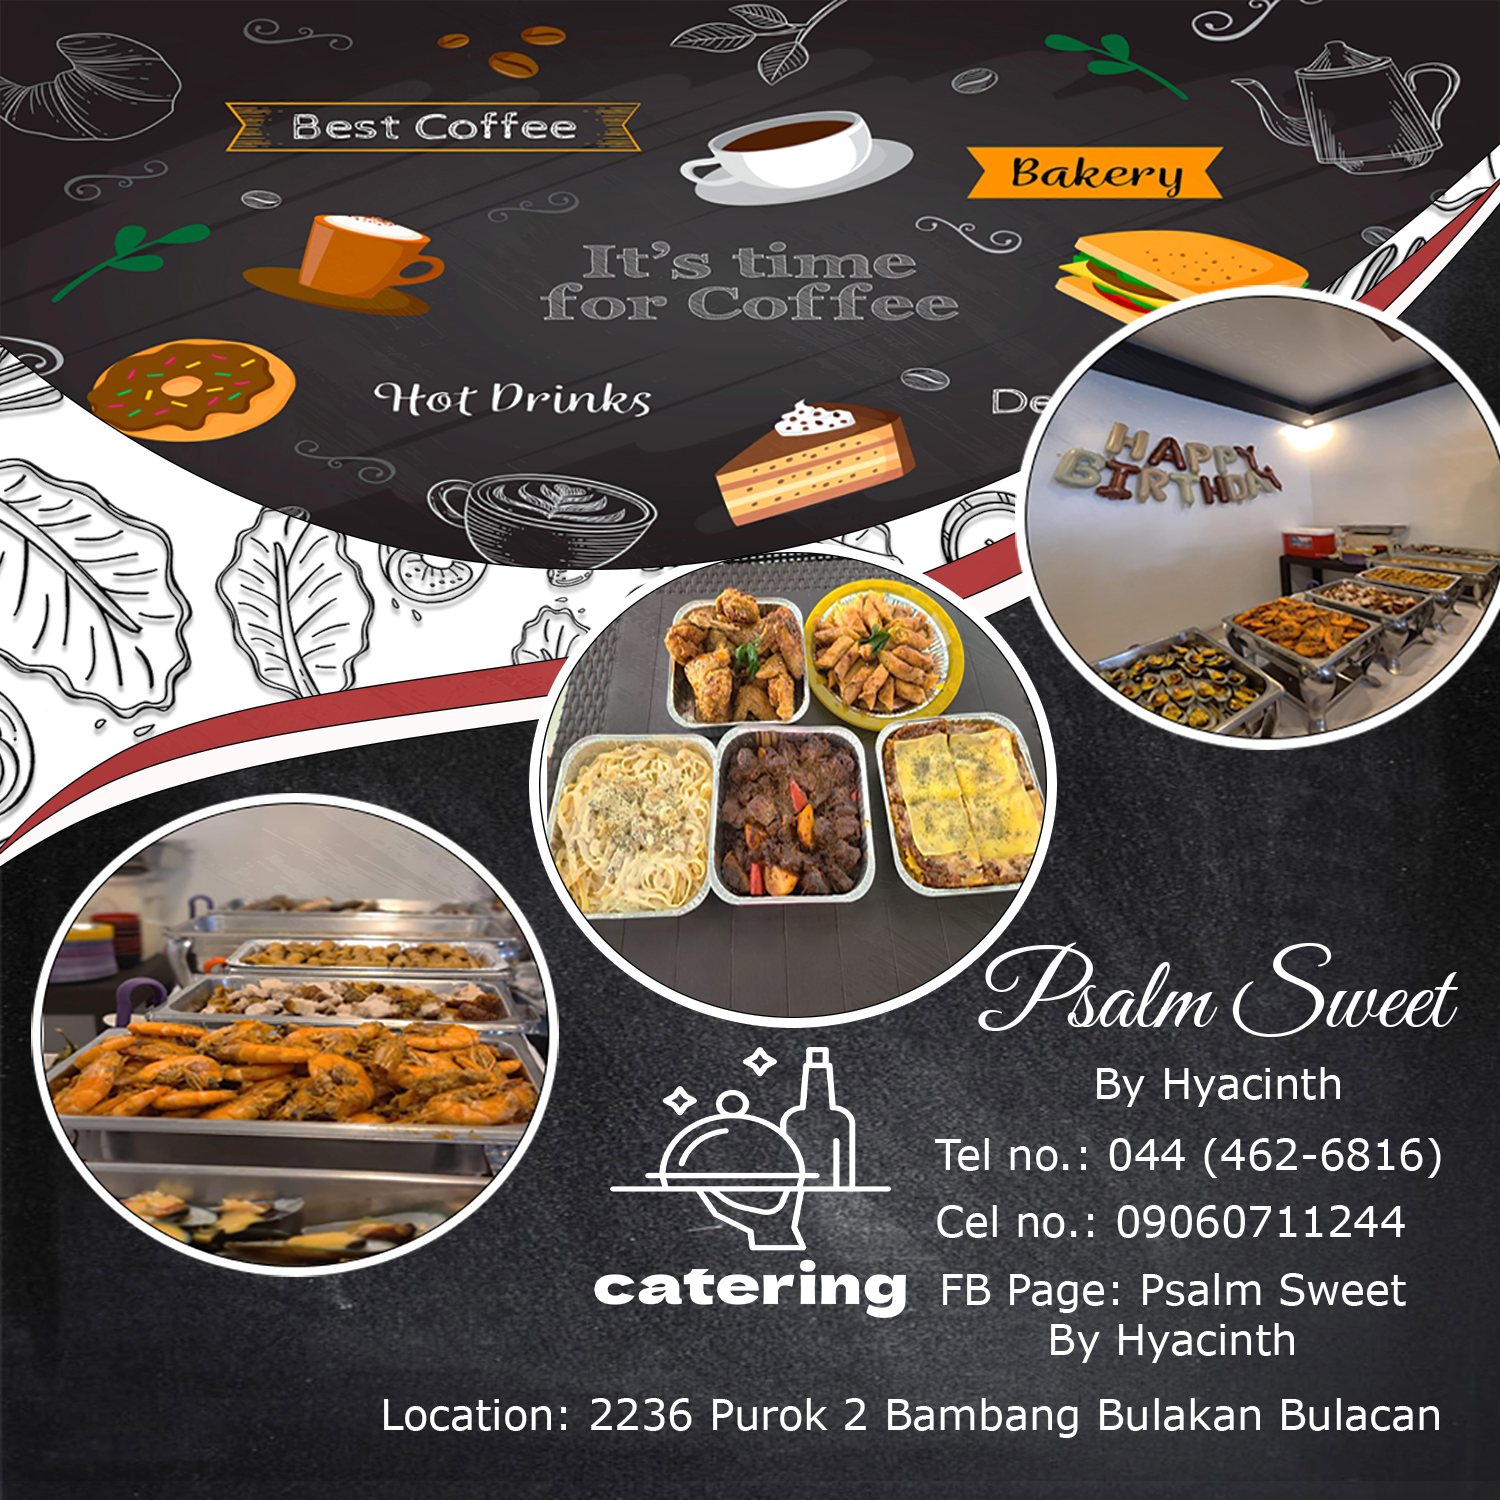 Best Coffee
Bakery
It's time
for Coffee
Hot Drinks
HAPPY
BIRTHDAY
Psalm Sweet
By Hyacinth
Tel no.: 044 (462-6816)
Cel no.: 09060711244
catering
FB Page: Psalm Sweet
By Hyacinth
Location: 2236 Purok 2 Bambang Bulakan Bulacan